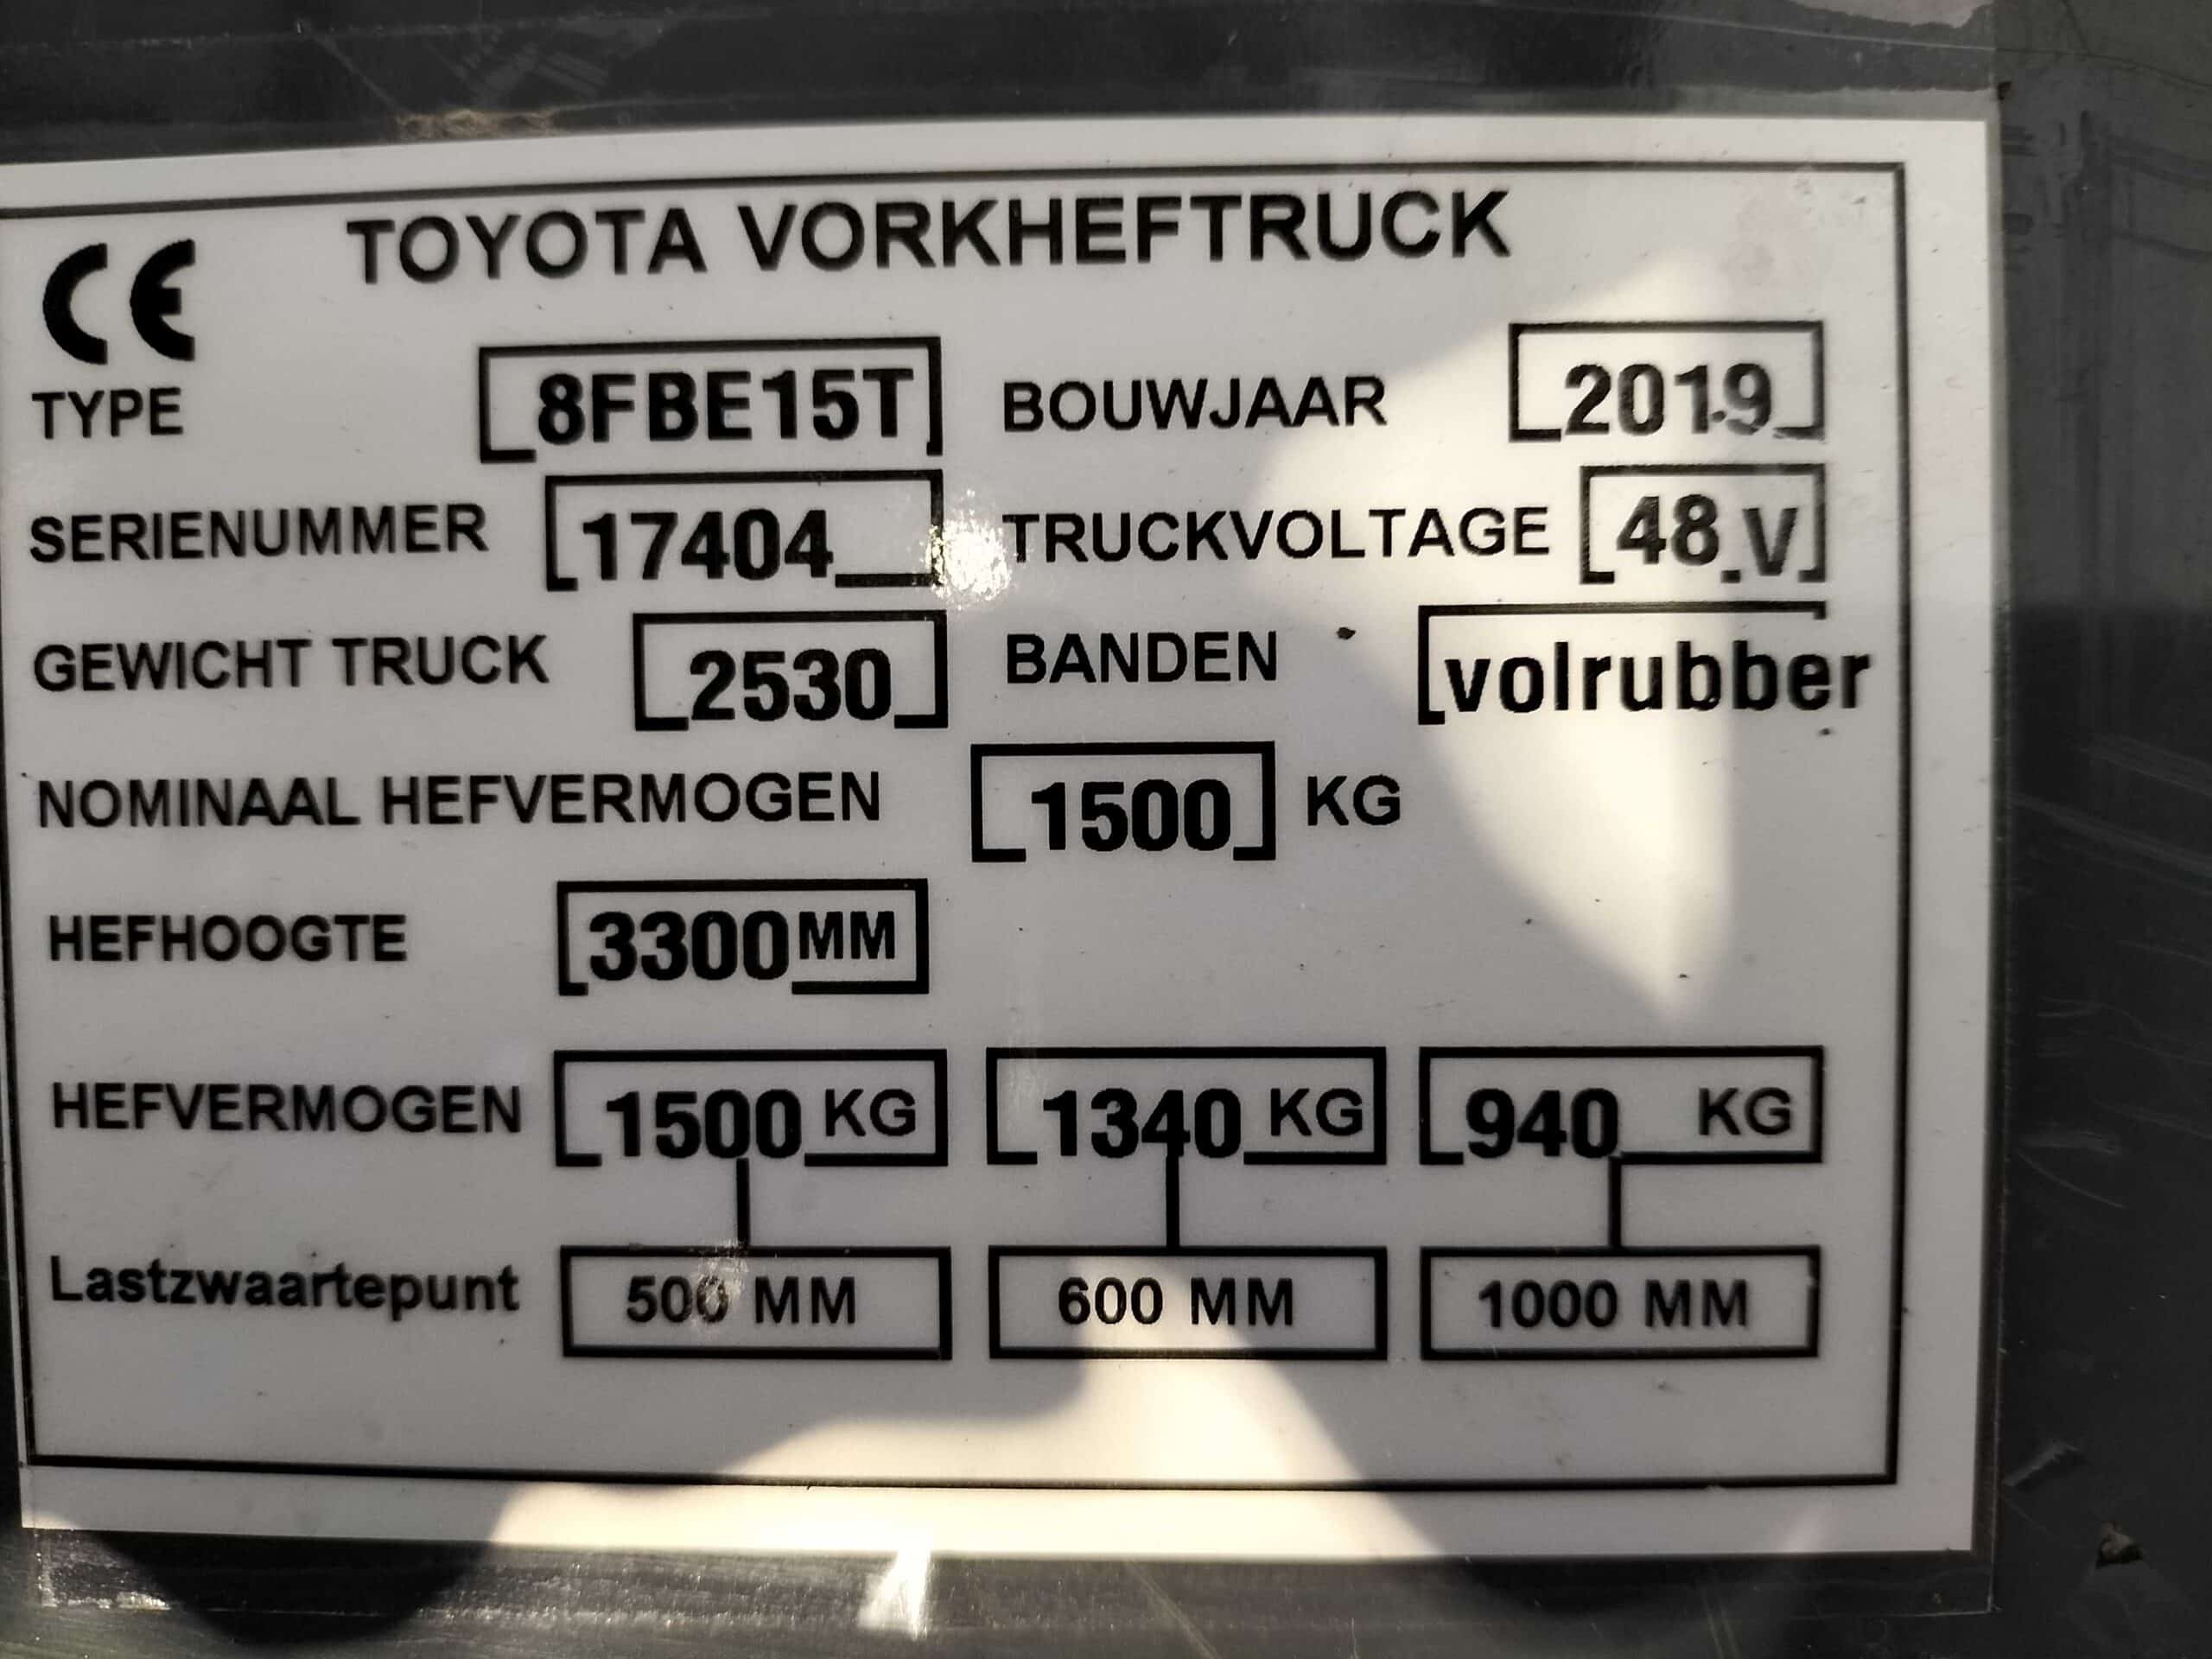 TOYOTA VORKHEFTRUCK
CE
TYPE 8FBE15T BOUWJAAR 2019
SERIENUMMER 17404 TRUCKVOLTAGE 48 V
GEWICHT TRUCK 2530 BANDEN volrubber
NOMINAAL HEFVERMOGEN 1500 KG
HEFHOOGTE 3300 MM
HEFVERMOGEN 1500 KG 1340 KG 940 KG
Lastzwaartepunt 500 MM 600 MM 1000 MM